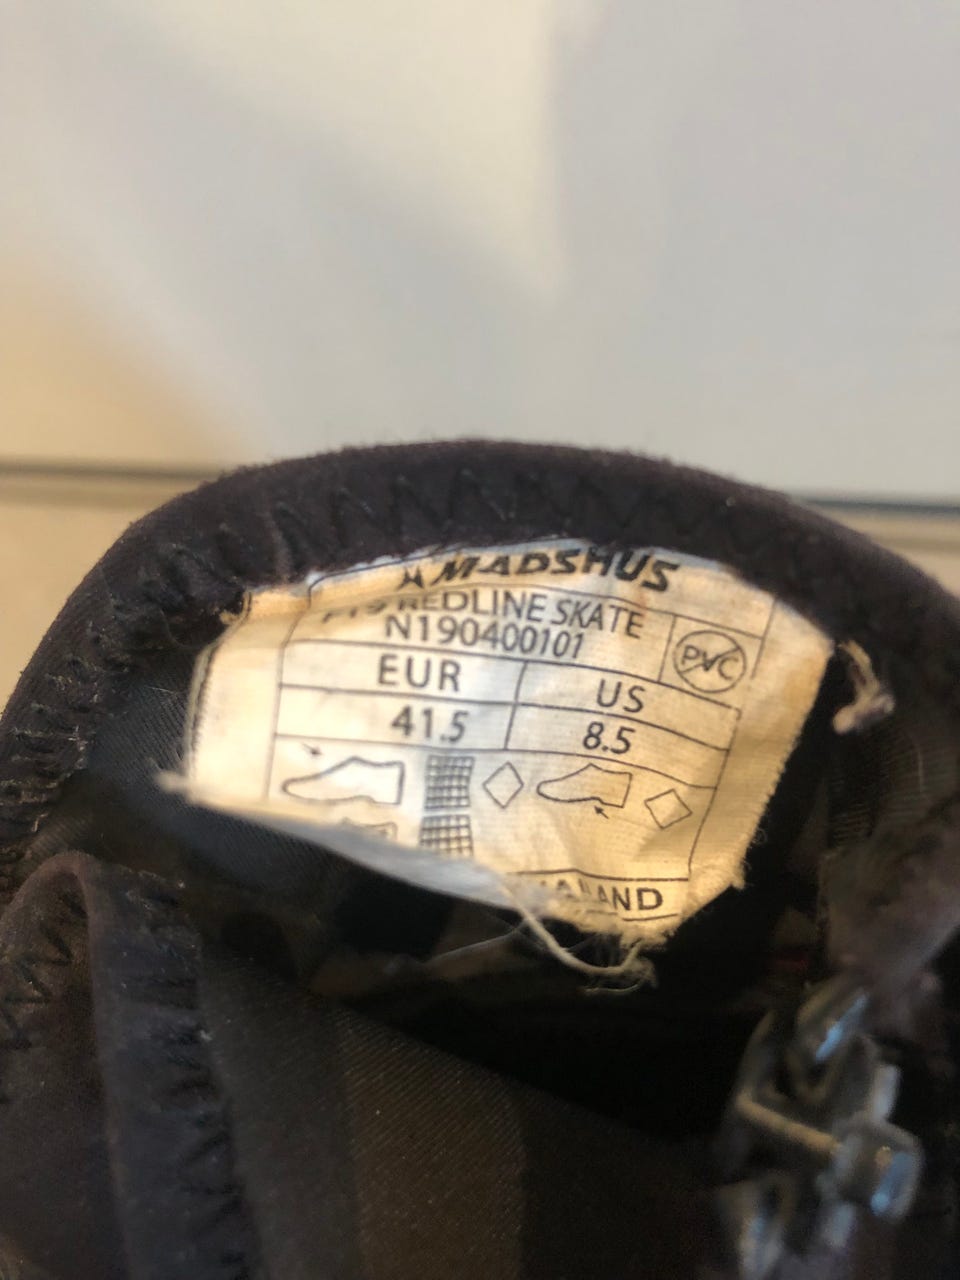 MADSHUS
REDLINE SKATE
N190400101
PVC
EUR US
41.5 8.5